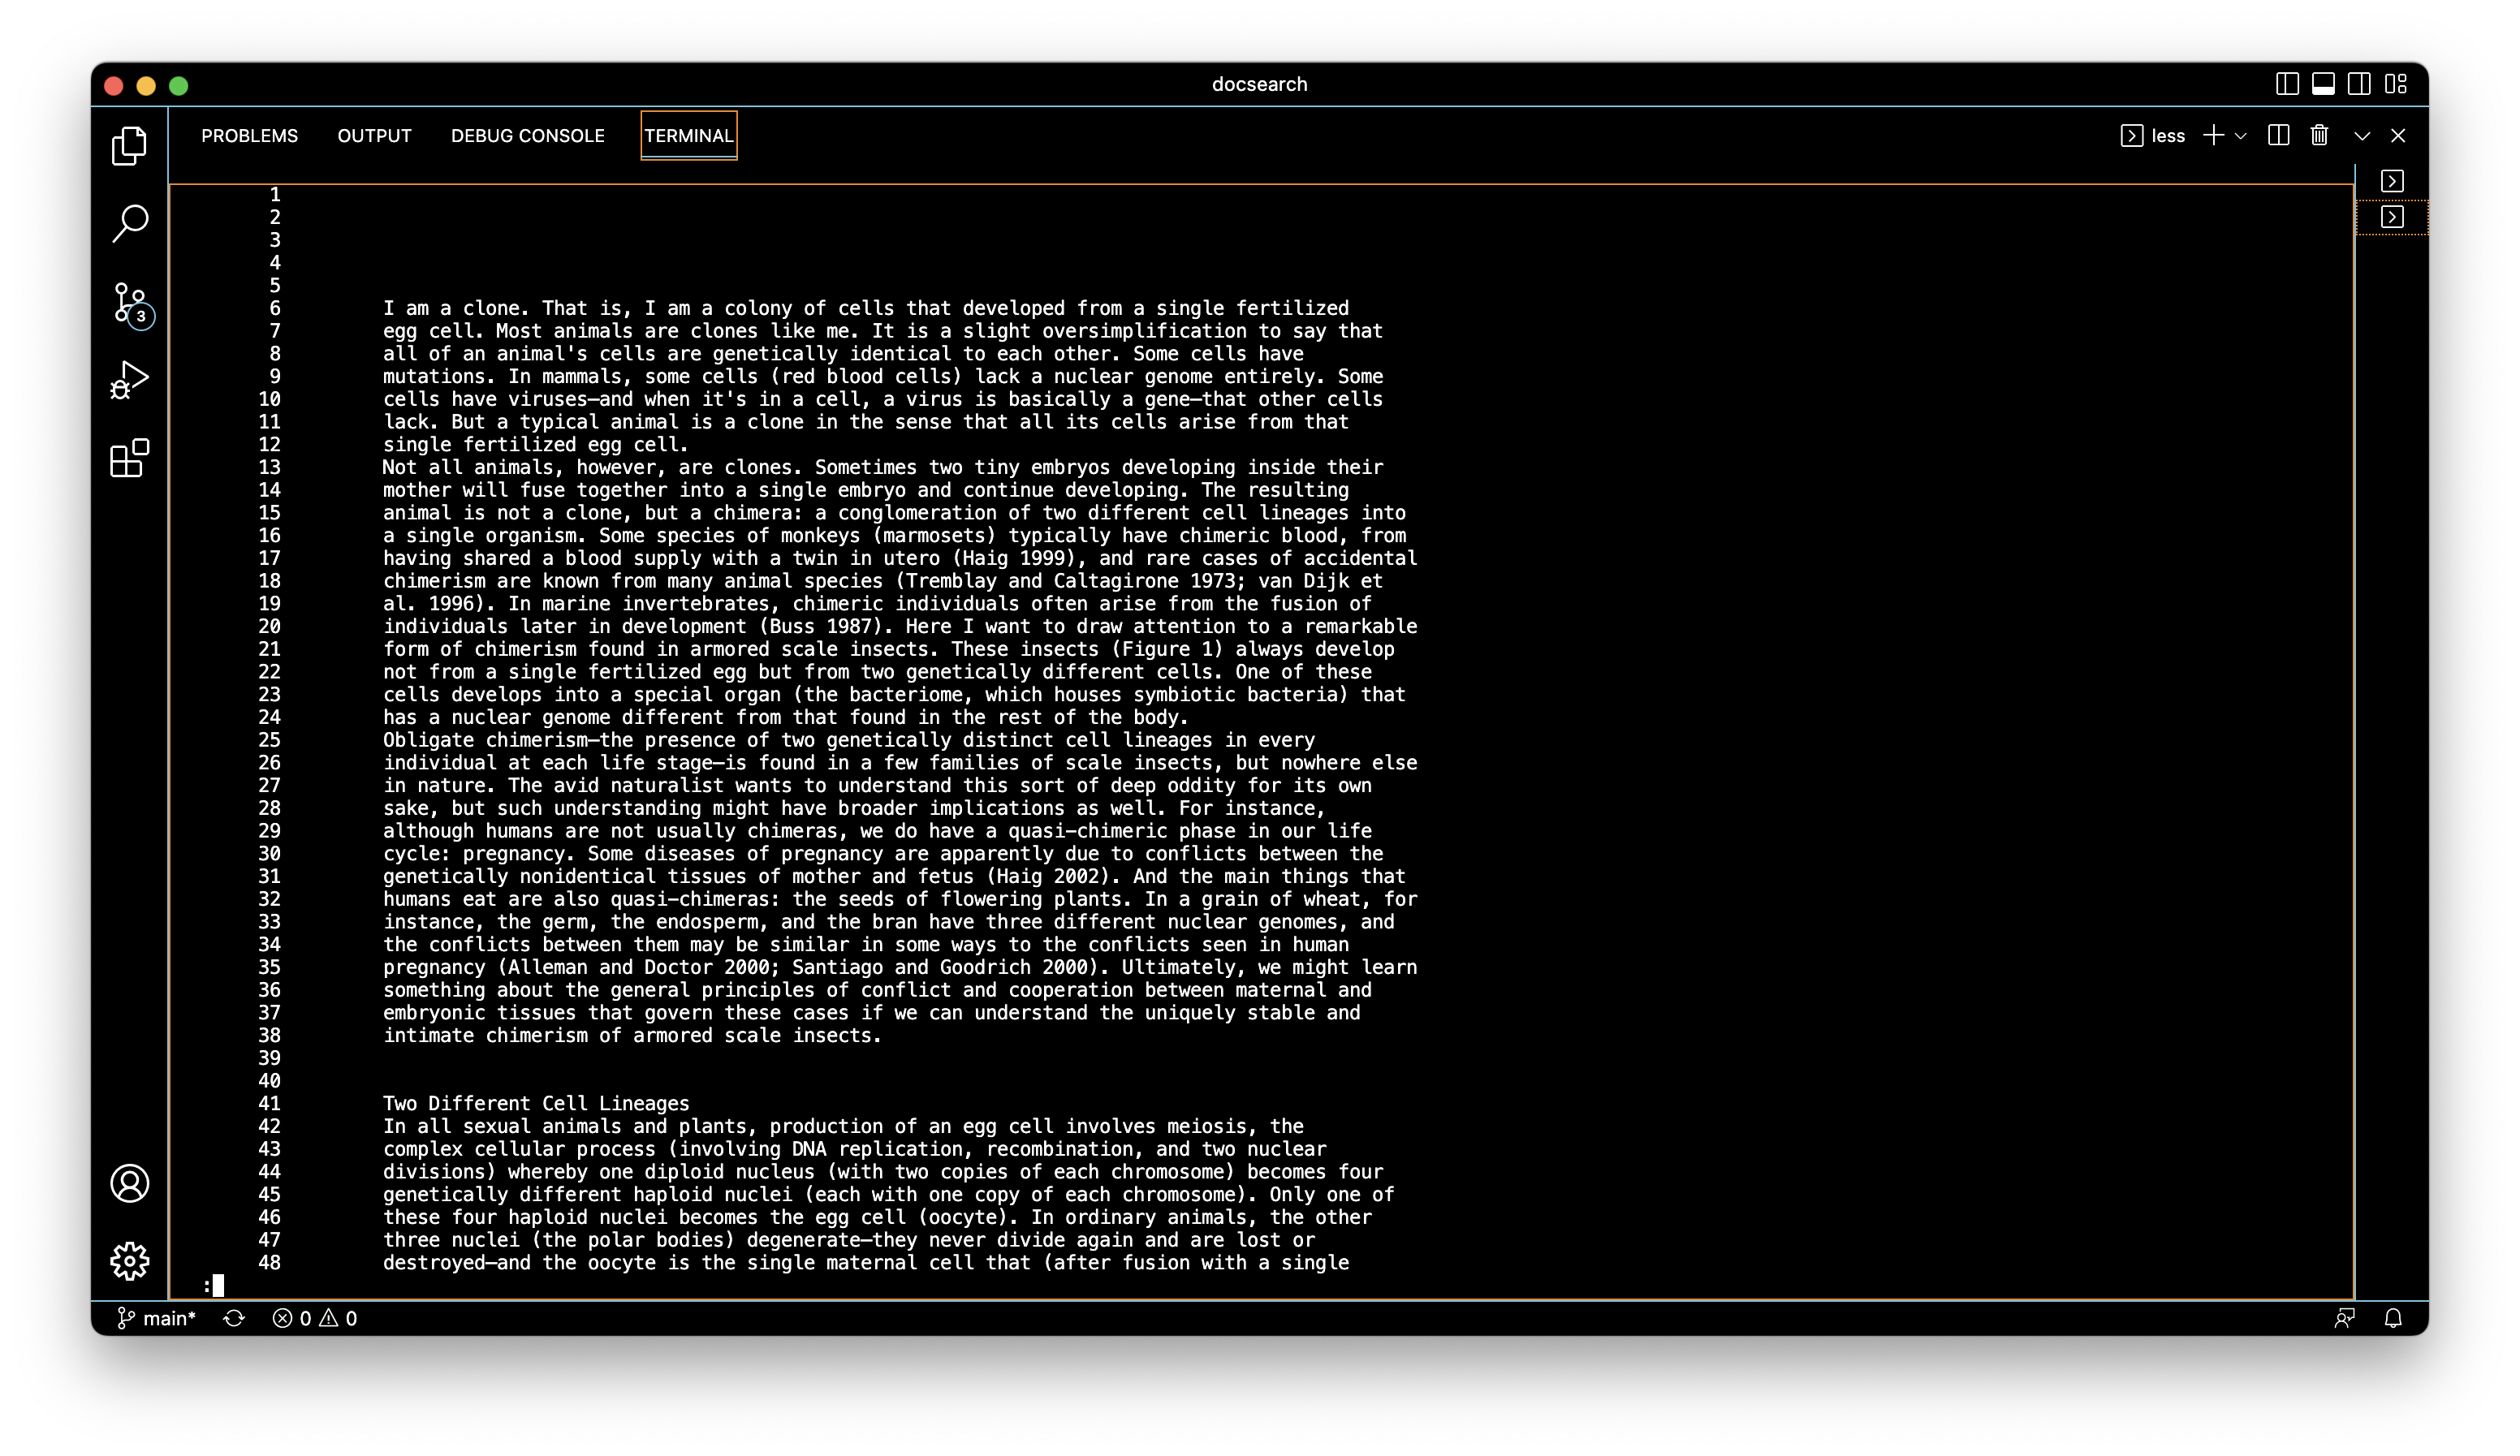 docsearch
PROBLEMS OUTPUT DEBUG CONSOLE TERMINAL less
1
2
3
4
5
6 I am a clone. That is, I am a colony of cells that developed from a single fertilized
7 egg cell. Most animals are clones like me. It is a slight oversimplification to say that
8 all of an animal's cells are genetically identical to each other. Some cells have
9 mutations. In mammals, some cells (red blood cells) lack a nuclear genome entirely. Some
10 cells have viruses—and when it's in a cell, a virus is basically a gene—that other cells
11 lack. But a typical animal is a clone in the sense that all its cells arise from that
12 single fertilized egg cell.
13 Not all animals, however, are clones. Sometimes two tiny embryos developing inside their
14 mother will fuse together into a single embryo and continue developing. The resulting
15 animal is not a clone, but a chimera: a conglomeration of two different cell lineages into
16 a single organism. Some species of monkeys (marmosets) typically have chimeric blood, from
17 having shared a blood supply with a twin in utero (Haig 1999), and rare cases of accidental
18 chimerism are known from many animal species (Tremblay and Caltagirone 1973; van Dijk et
19 al. 1996). In marine invertebrates, chimeric individuals often arise from the fusion of
20 individuals later in development (Buss 1987). Here I want to draw attention to a remarkable
21 form of chimerism found in armored scale insects. These insects (Figure 1) always develop
22 not from a single fertilized egg but from two genetically different cells. One of these
23 cells develops into a special organ (the bacteriome, which houses symbiotic bacteria) that
24 has a nuclear genome different from that found in the rest of the body.
25 Obligate chimerism—the presence of two genetically distinct cell lineages in every
26 individual at each life stage—is found in a few families of scale insects, but nowhere else
27 in nature. The avid naturalist wants to understand this sort of deep oddity for its own
28 sake, but such understanding might have broader implications as well. For instance,
29 although humans are not usually chimeras, we do have a quasi-chimeric phase in our life
30 cycle: pregnancy. Some diseases of pregnancy are apparently due to conflicts between the
31 genetically nonidentical tissues of mother and fetus (Haig 2002). And the main things that
32 humans eat are also quasi-chimeras: the seeds of flowering plants. In a grain of wheat, for
33 instance, the germ, the endosperm, and the bran have three different nuclear genomes, and
34 the conflicts between them may be similar in some ways to the conflicts seen in human
35 pregnancy (Alleman and Doctor 2000; Santiago and Goodrich 2000). Ultimately, we might learn
36 something about the general principles of conflict and cooperation between maternal and
37 embryonic tissues that govern these cases if we can understand the uniquely stable and
38 intimate chimerism of armored scale insects.
39
40
41 Two Different Cell Lineages
42 In all sexual animals and plants, production of an egg cell involves meiosis, the
43 complex cellular process (involving DNA replication, recombination, and two nuclear
44 divisions) whereby one diploid nucleus (with two copies of each chromosome) becomes four
45 genetically different haploid nuclei (each with one copy of each chromosome). Only one of
46 these four haploid nuclei becomes the egg cell (oocyte). In ordinary animals, the other
47 three nuclei (the polar bodies) degenerate—they never divide again and are lost or
48 destroyed—and the oocyte is the single maternal cell that (after fusion with a single
:
3
main* 0 0